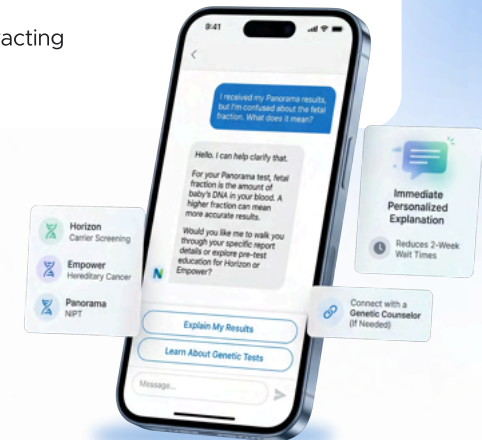 acting
9:41
I received my Panorama results,
but I'm confused about the fetal
fraction. What does it mean?
Hello. I can help clarify that.
For your Panorama test, fetal
fraction is the amount of
baby's DNA in your blood. A
higher fraction can mean
more accurate results.
Would you like me to walk you
through your specific report
details or explore pre-test
education for Horizon or
Empower?
N
Explain My Results
Learn About Genetic Tests
Message...
Horizon
Carrier Screening
Empower
Hereditary Cancer
Panorama
NIPT
Immediate
Personalized
Explanation
Reduces 2-Week
Wait Times
Connect with a
Genetic Counselor
(If Needed)